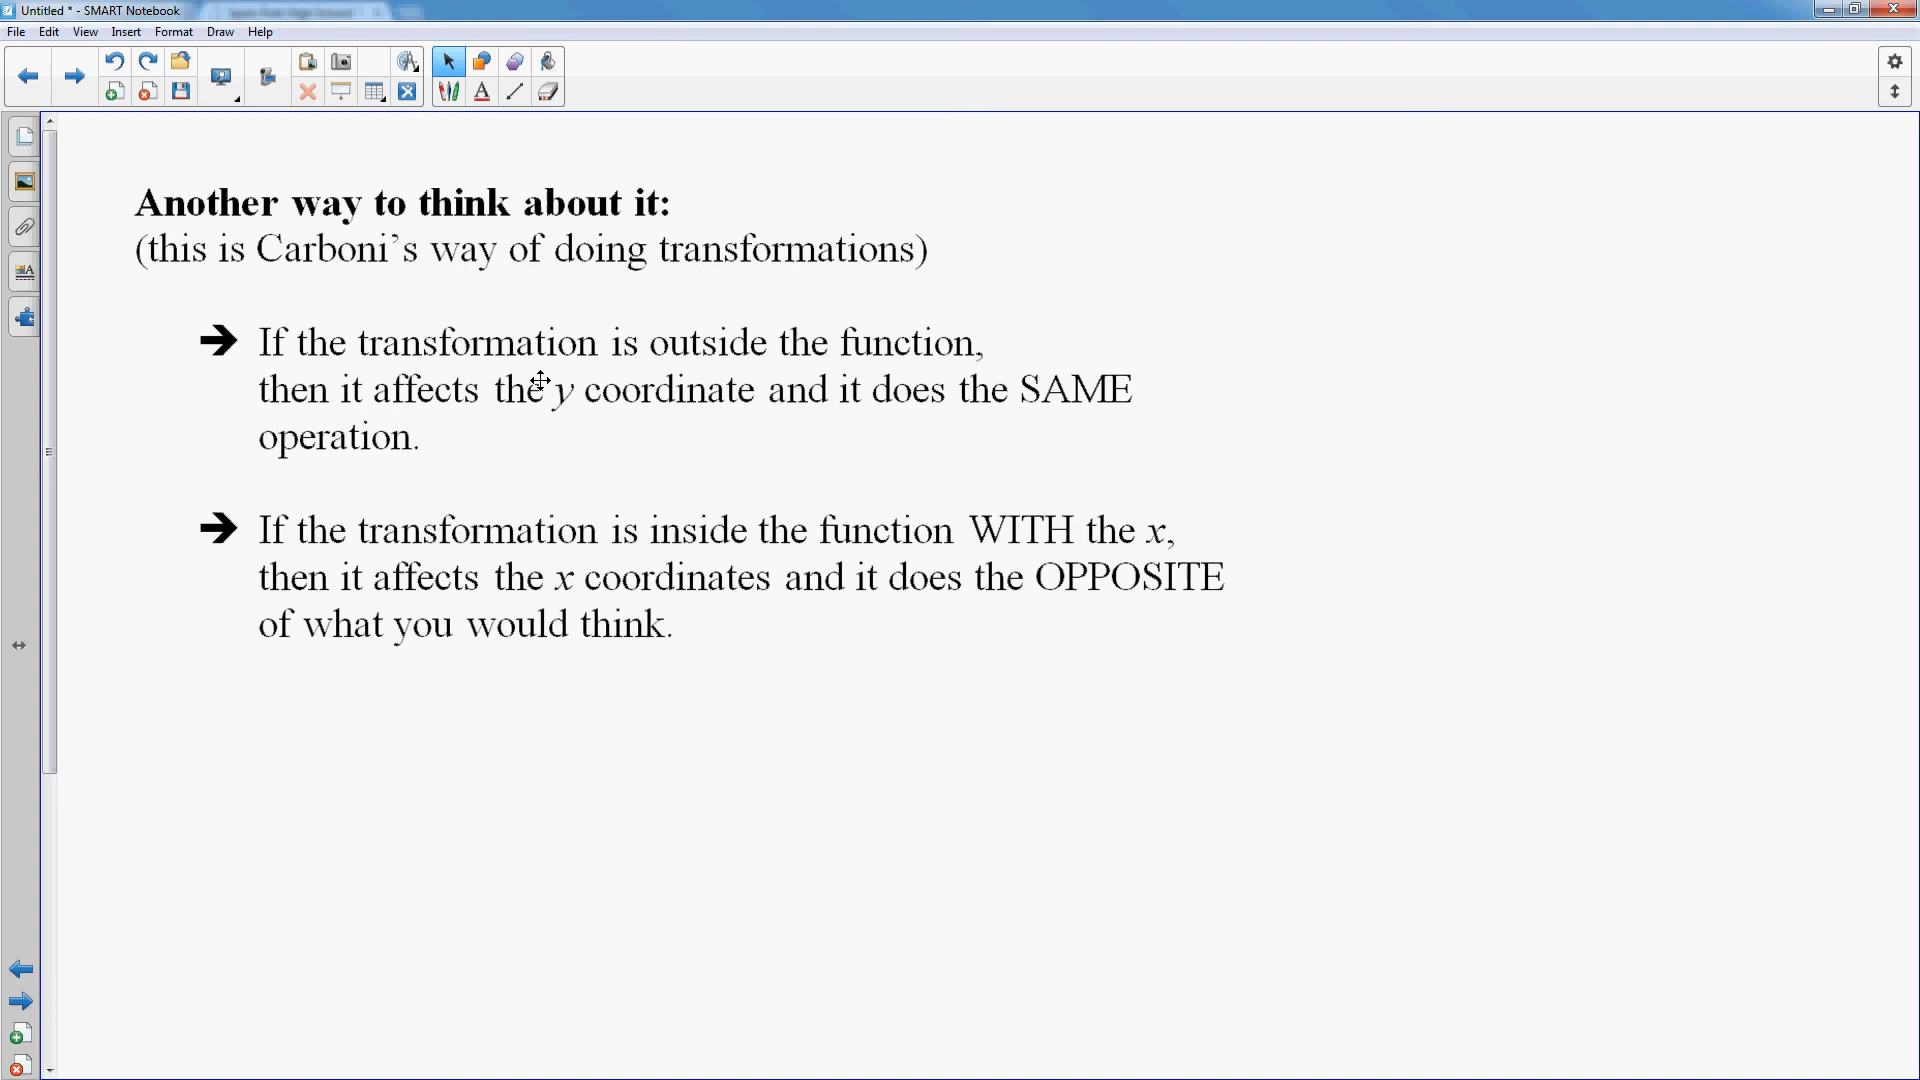 Untitled * - SMART Notebook
File Edit View Insert Format Draw Help
Another way to think about it:
(this is Carboni's way of doing transformations)
➔ If the transformation is outside the function,
then it affects the y coordinate and it does the SAME
operation.
➔ If the transformation is inside the function WITH the x,
then it affects the x coordinates and it does the OPPOSITE
of what you would think.